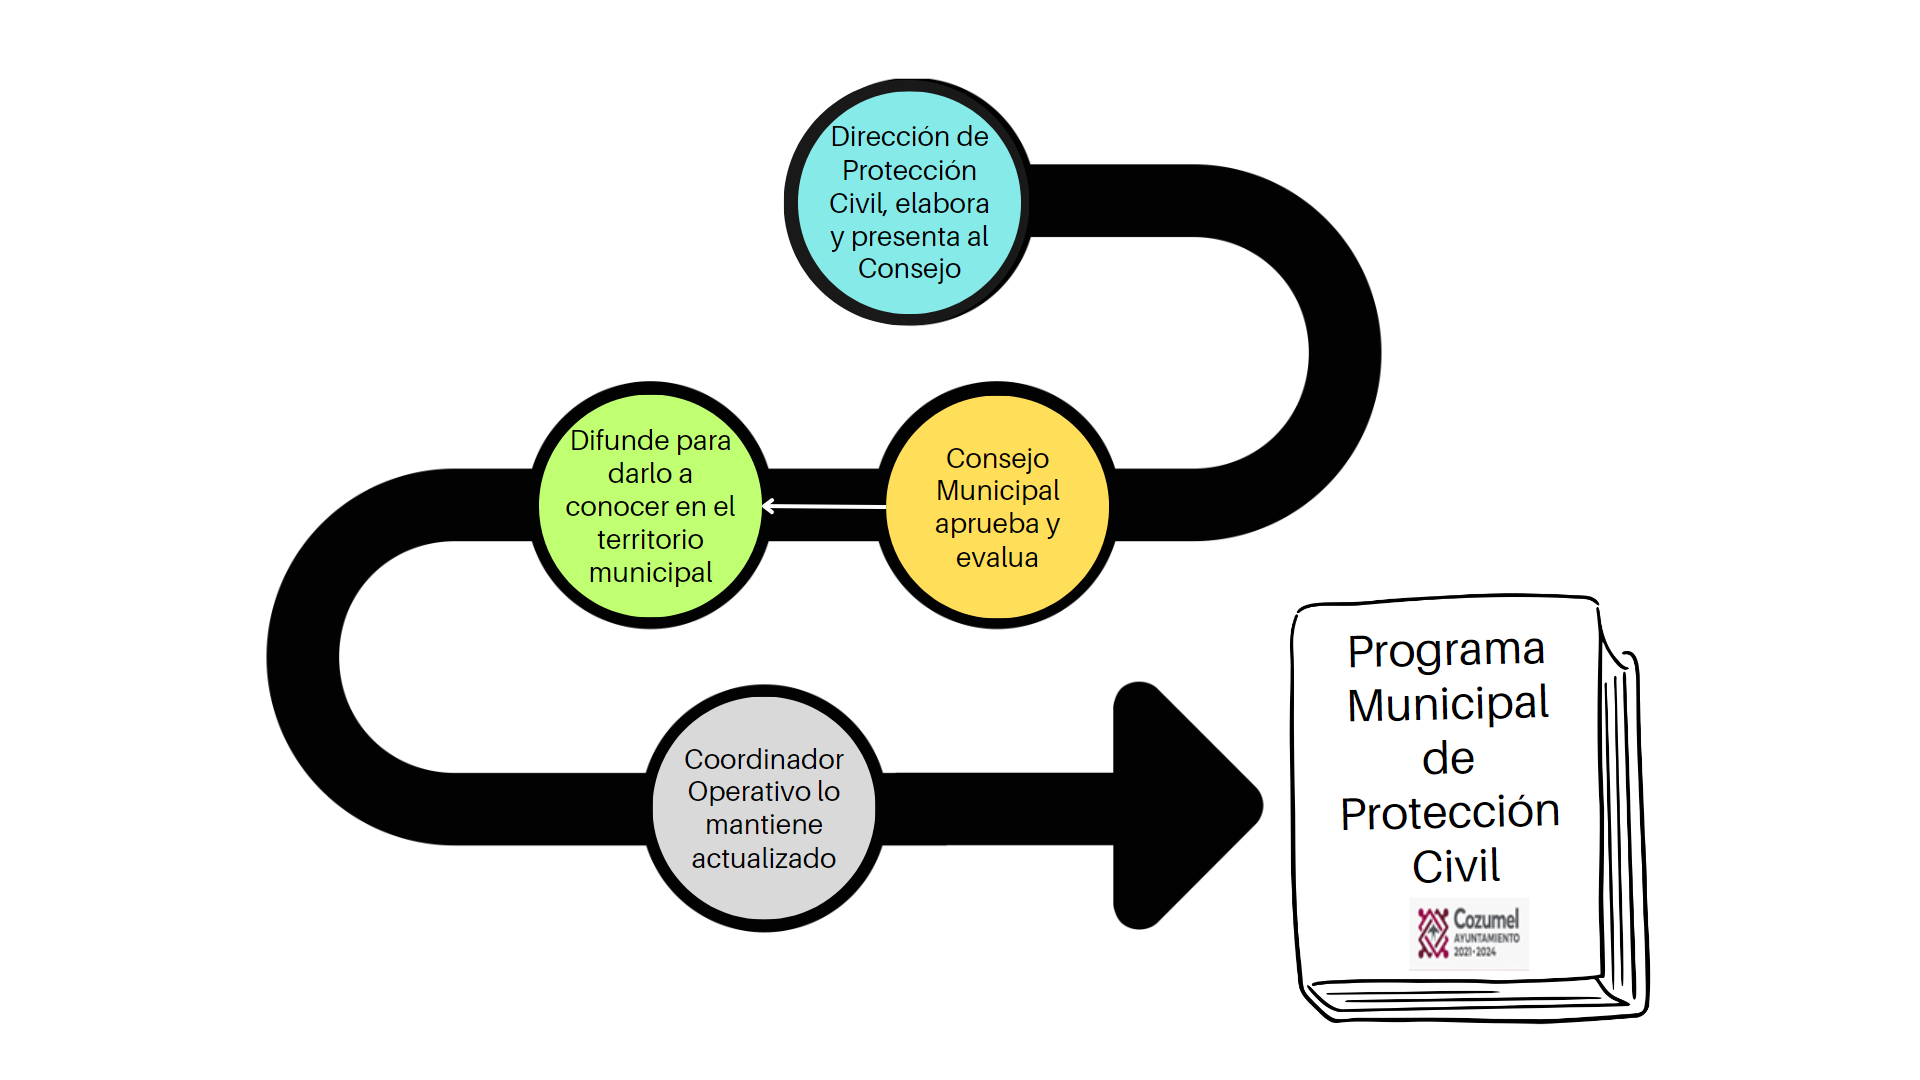 Dirección de
Protección
Civil, elabora
y presenta al
Consejo
Consejo
Municipal
aprueba y
evalua
Difunde para
darlo a
conocer en el
territorio
municipal
Coordinador
Operativo lo
mantiene
actualizado
Programa
Municipal
de
Protección
Civil
Cozumel
AYUNTAMIENTO
2021•2024